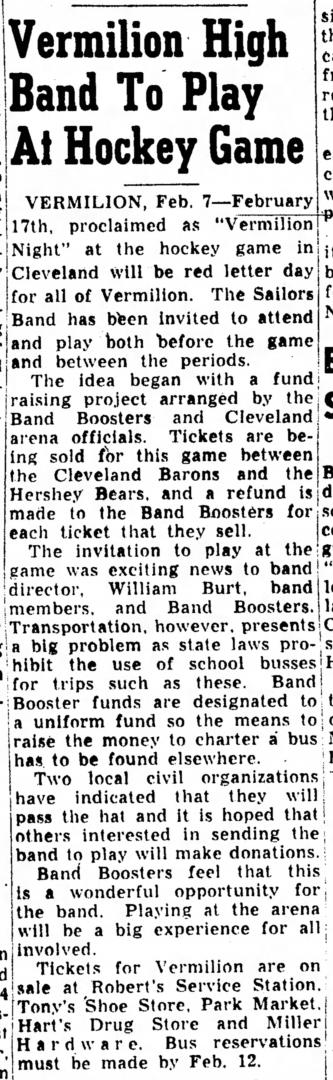 Vermilion High
Band To Play
At Hockey Game
VERMILION, Feb. 7—February
17th, proclaimed as "Vermilion
Night" at the hockey game in
Cleveland will be red letter day
for all of Vermilion. The Sailors
Band has been invited to attend
and play both before the game
and between the periods.
The idea began with a fund
raising project arranged by the
Band Boosters and Cleveland
arena officials. Tickets are be-
ing sold for this game between
the Cleveland Barons and the
Hershey Bears, and a refund is
made to the Band Boosters for
each ticket that they sell.
The invitation to play at the
game was exciting news to band
director, William Burt, band
members, and Band Boosters.
Transportation, however, presents
a big problem as state laws pro-
hibit the use of school busses
for trips such as these. Band
Booster funds are designated to
a uniform fund so the means to
raise the money to charter a bus
has to be found elsewhere.
Two local civil organizations
have indicated that they will
pass the hat and it is hoped that
others interested in sending the
band to play will make donations.
Band Boosters feel that this
is a wonderful opportunity for
the band. Playing at the arena
will be a big experience for all
involved.
Tickets for Vermilion are on
sale at Robert's Service Station,
Tony's Shoe Store, Park Market,
Hart's Drug Store and Miller
Hardware. Bus reservations
must be made by Feb. 12.